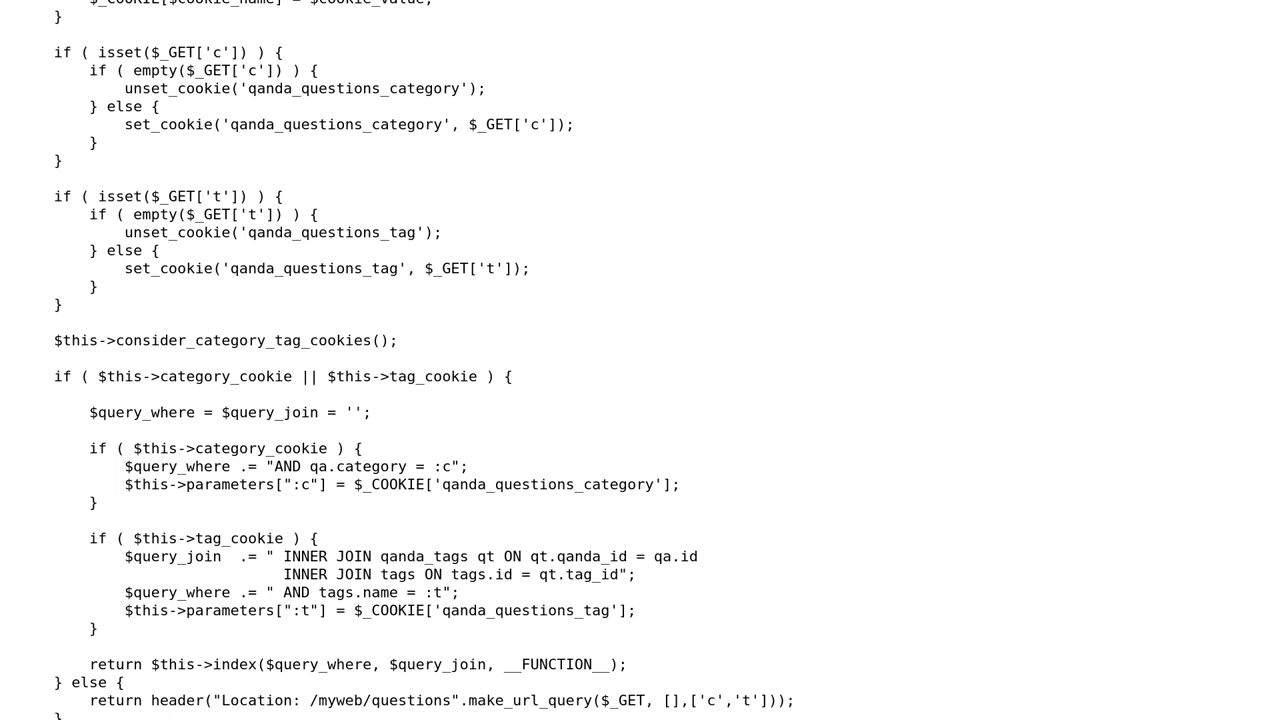 $_COOKIE[$cookie_name] = $cookie_value;
}
if ( isset($_GET['c']) ) {
if ( empty($_GET['c']) ) {
unset_cookie('qanda_questions_category');
} else {
set_cookie('qanda_questions_category', $_GET['c']);
}
}
if ( isset($_GET['t']) ) {
if ( empty($_GET['t']) ) {
unset_cookie('qanda_questions_tag');
} else {
set_cookie('qanda_questions_tag', $_GET['t']);
}
}
$this->consider_category_tag_cookies();
if ( $this->category_cookie || $this->tag_cookie ) {
$query_where = $query_join = '';
if ( $this->category_cookie ) {
$query_where .= "AND qa.category = :c";
$this->parameters[":c"] = $_COOKIE['qanda_questions_category'];
}
if ( $this->tag_cookie ) {
$query_join  .= " INNER JOIN qanda_tags qt ON qt.qanda_id = qa.id
INNER JOIN tags ON tags.id = qt.tag_id";
$query_where .= " AND tags.name = :t";
$this->parameters[":t"] = $_COOKIE['qanda_questions_tag'];
}
return $this->index($query_where, $query_join, __FUNCTION__);
} else {
return header("Location: /myweb/questions".make_url_query($_GET, [],['c','t']));
}